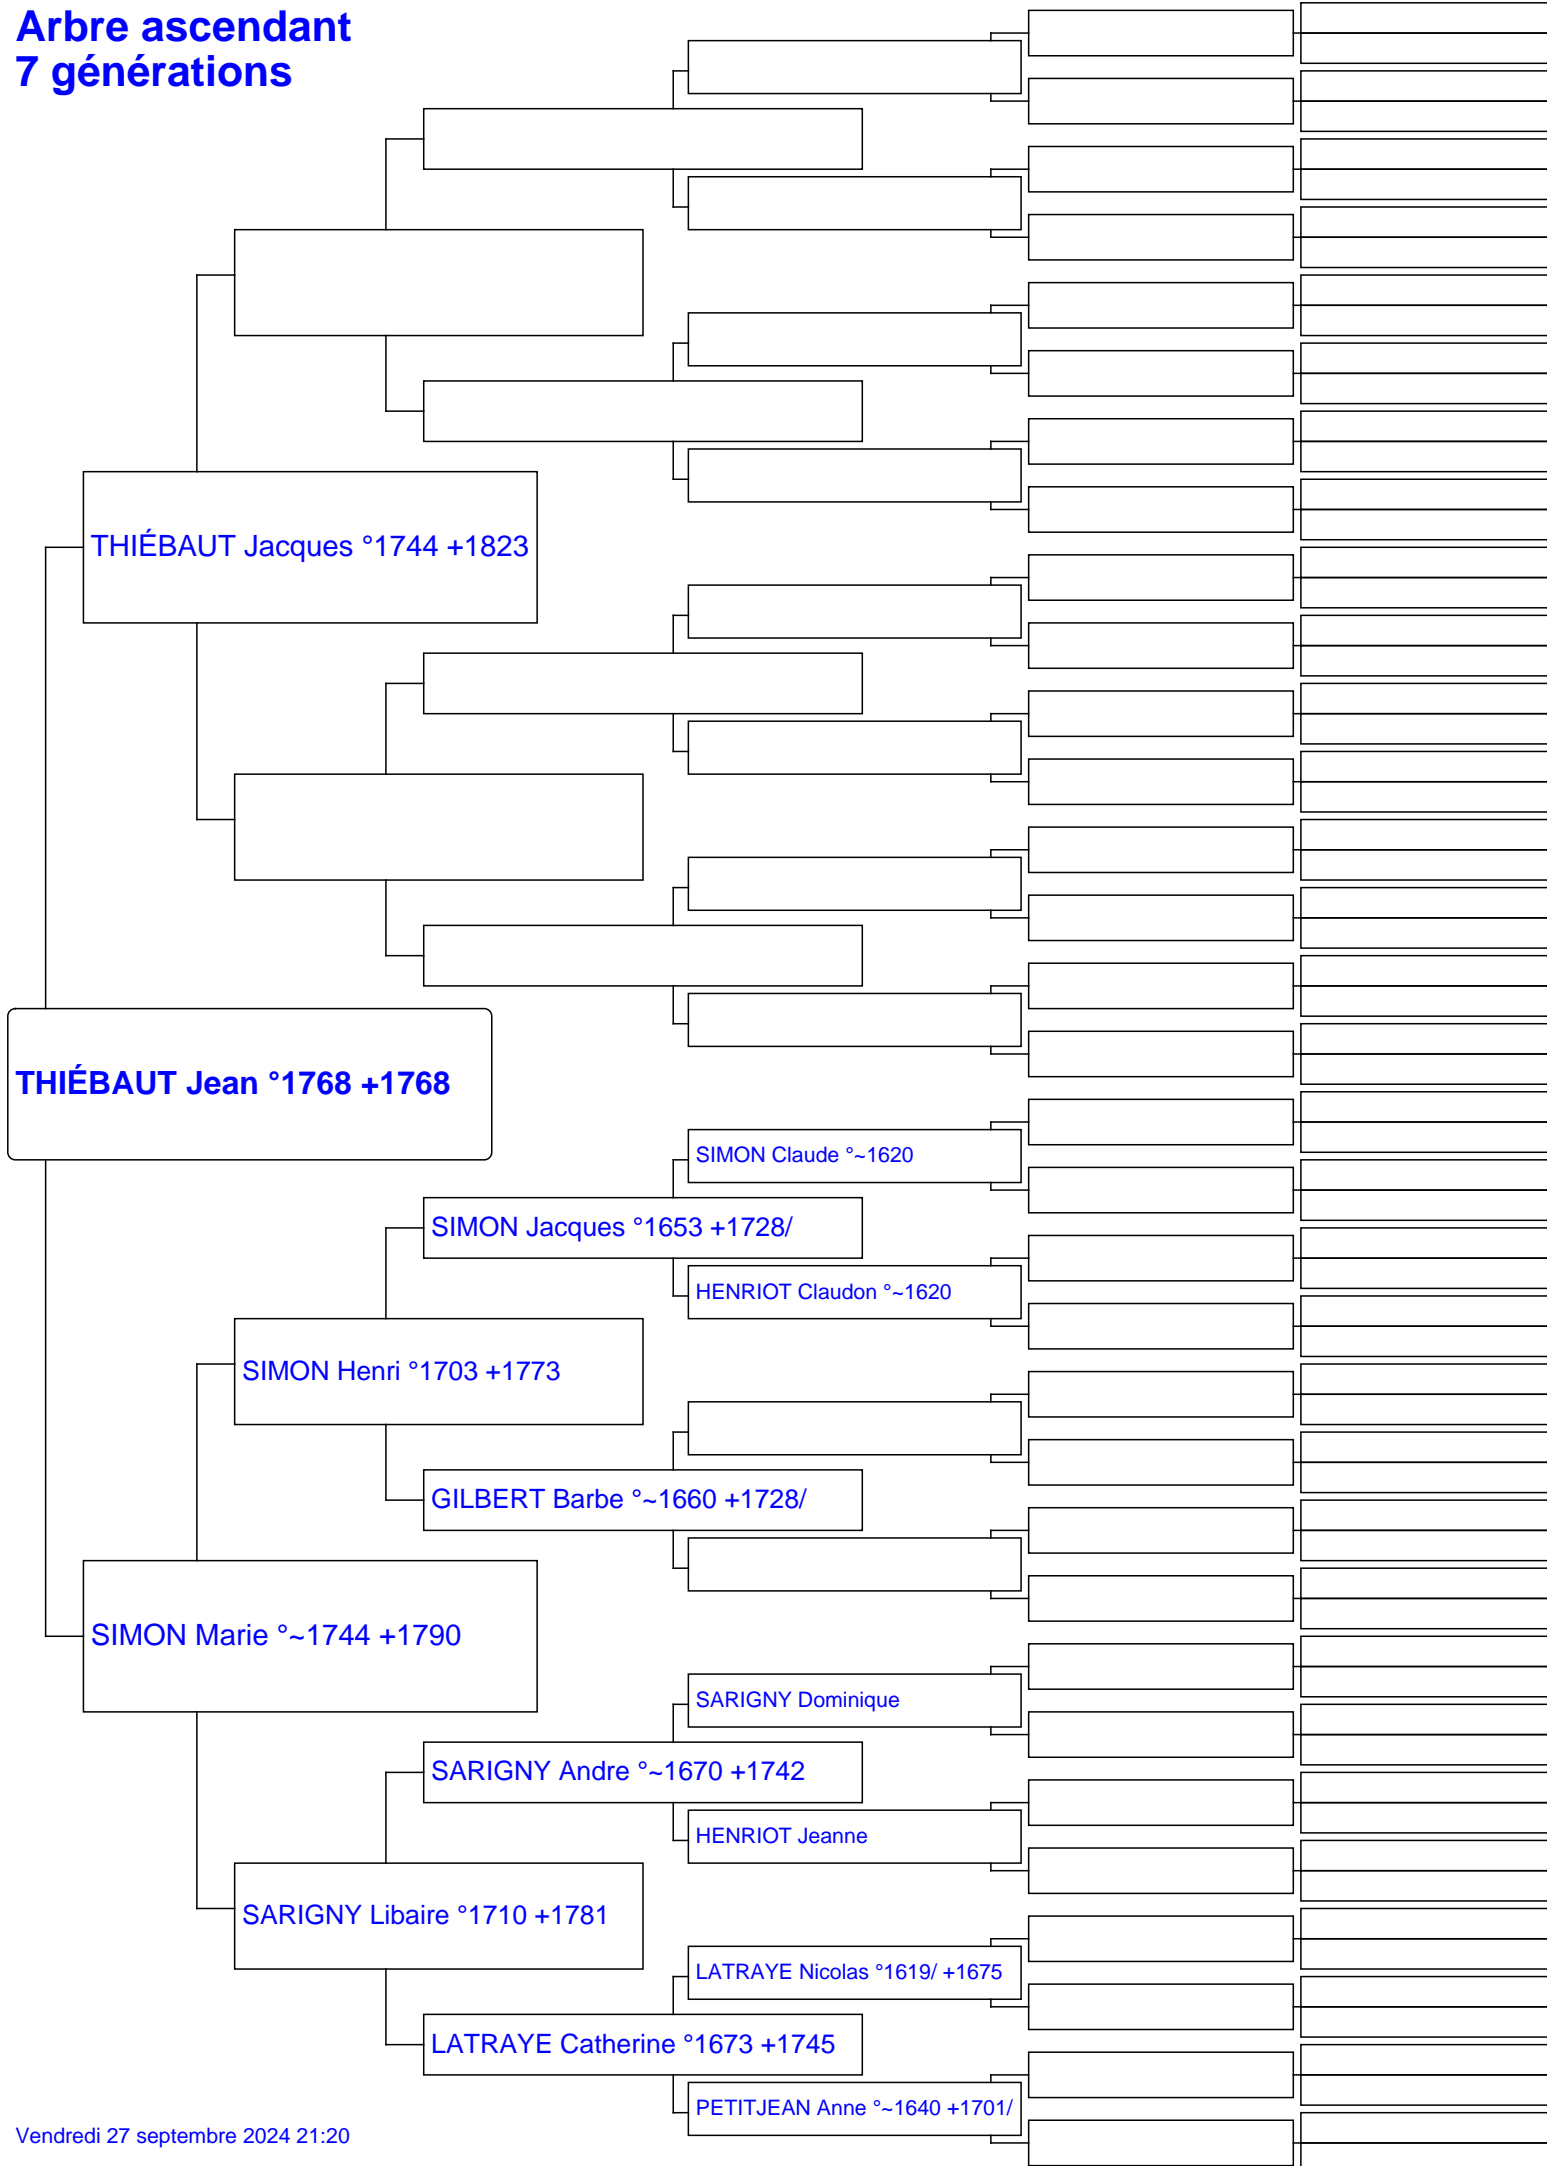 Arbre ascendant
7 générations
THIÉBAUT Jacques °1744 +1823
THIÉBAUT Jean °1768 +1768
SIMON Claude °~1620
SIMON Jacques °1653 +1728/
HENRIOT Claudon °~1620
SIMON Henri °1703 +1773
GILBERT Barbe °~1660 +1728/
SIMON Marie °~1744 +1790
SARIGNY Dominique
SARIGNY Andre °~1670 +1742
HENRIOT Jeanne
SARIGNY Libaire °1710 +1781
LATRAYE Nicolas °1619/ +1675
LATRAYE Catherine °1673 +1745
PETITJEAN Anne °~1640 +1701/
Vendredi 27 septembre 2024 21:20